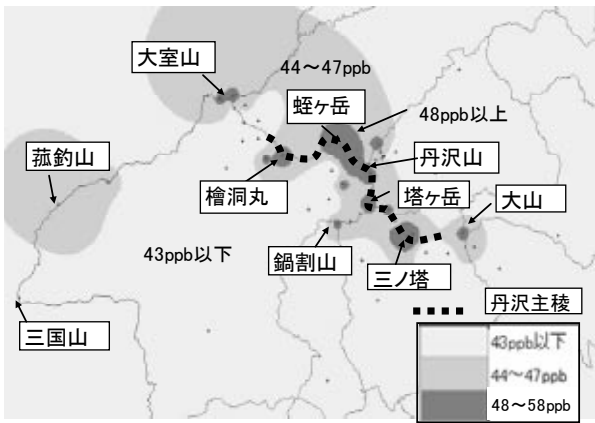 大室山
44～47ppb
蛭ヶ岳
48ppb以上
菰釣山
丹沢山
檜洞丸
塔ヶ岳
大山
43ppb以下
鍋割山
三ノ塔
三国山
丹沢主稜
43ppb以下
44～47ppb
48～58ppb